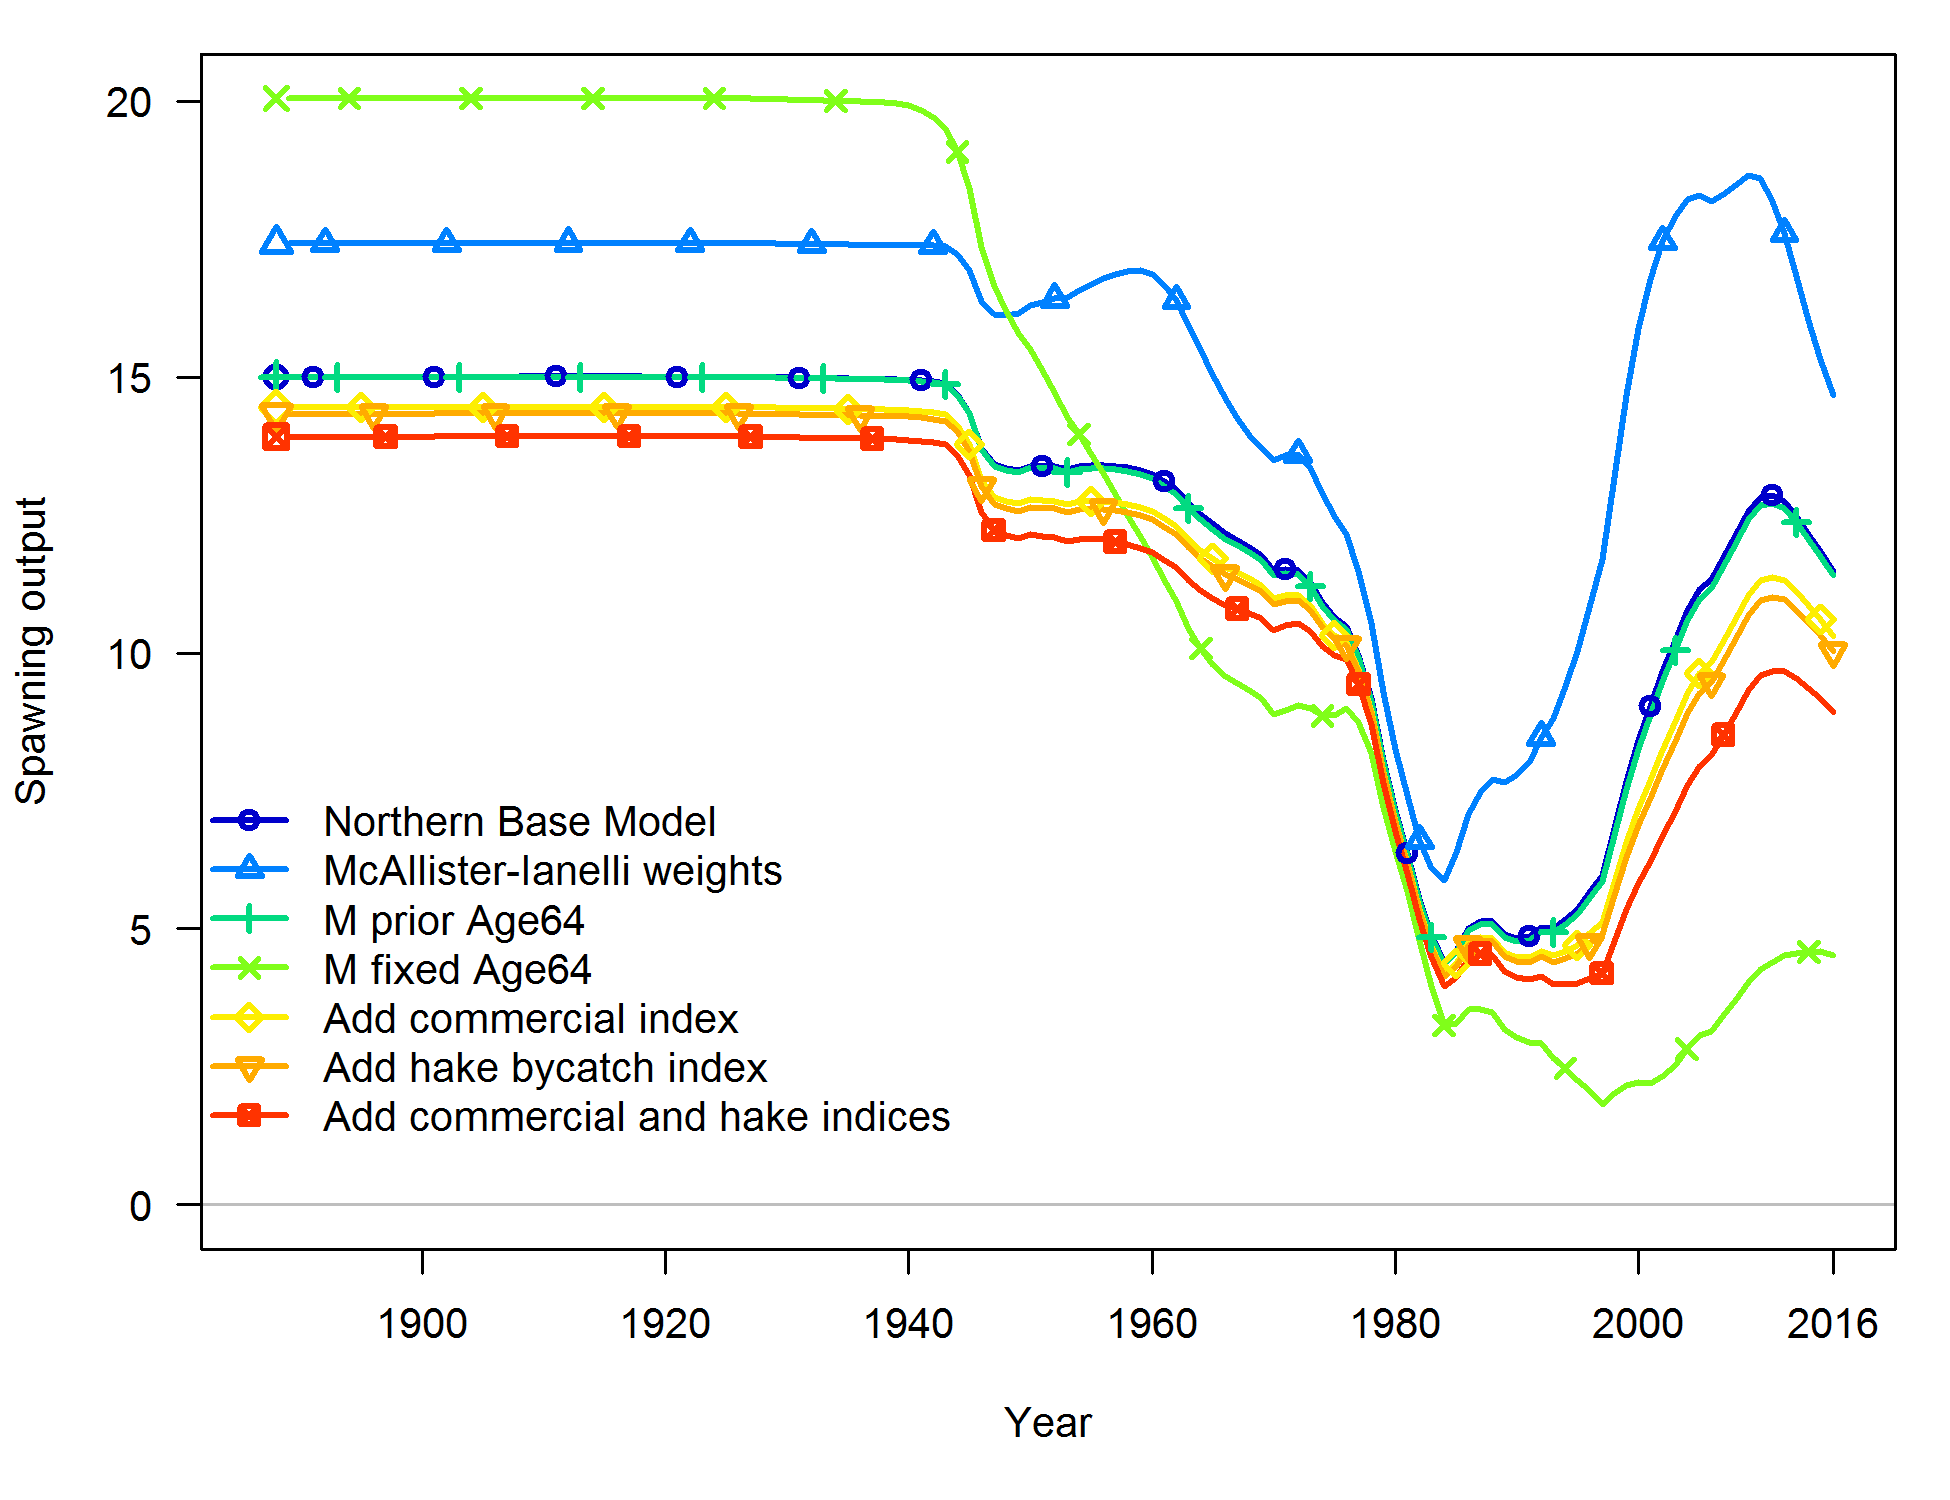 20
15
10
5
0
Spawning output
Northern Base Model
McAllister-Ianelli weights
M prior Age64
M fixed Age64
Add commercial index
Add hake bycatch index
Add commercial and hake indices
1900 1920 1940 1960 1980 2000 2016
Year